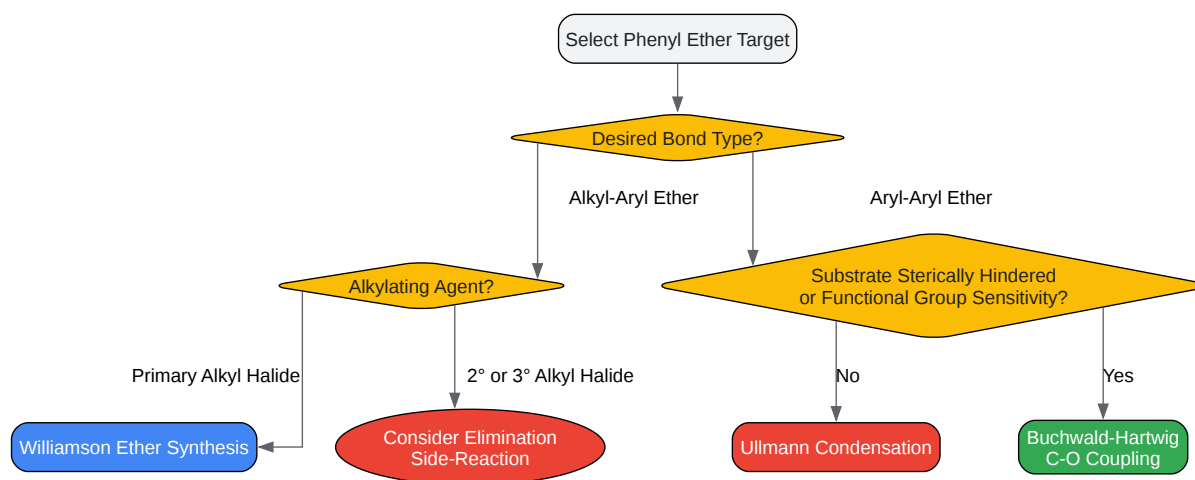 Select Phenyl Ether Target
Desired Bond Type?
Alkyl-Aryl Ether
Aryl-Aryl Ether
Alkylating Agent?
Substrate Sterically Hindered
or Functional Group Sensitivity?
Primary Alkyl Halide
2° or 3° Alkyl Halide
No
Yes
Williamson Ether Synthesis
Consider Elimination
Side-Reaction
Ullmann Condensation
Buchwald-Hartwig
C-O Coupling